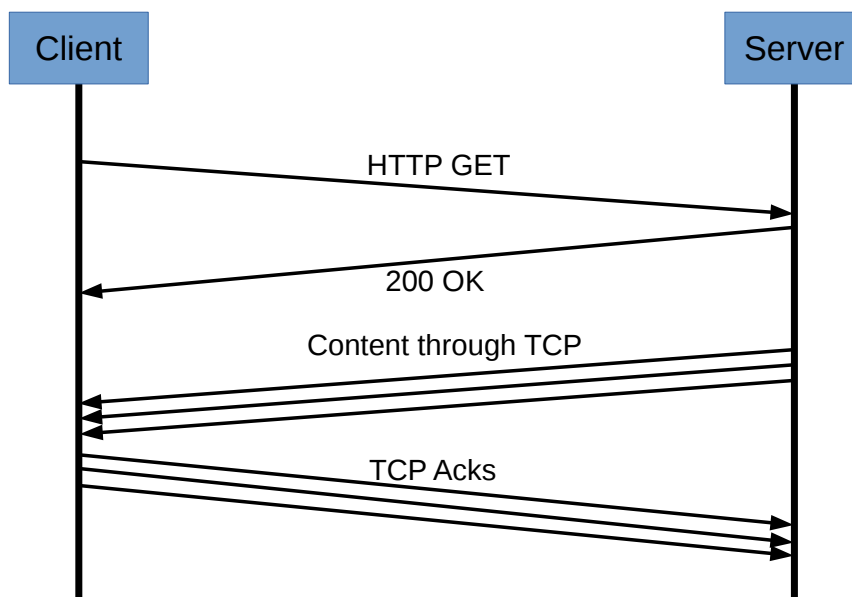 Client
Server
HTTP GET
200 OK
Content through TCP
TCP Acks